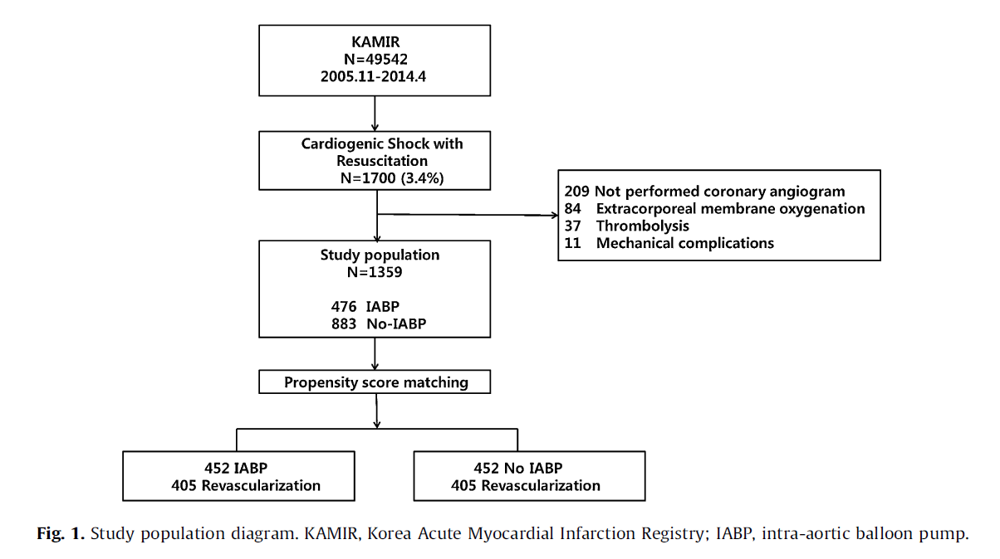 KAMIR
N=49542
2005.11-2014.4
Cardiogenic Shock with
Resuscitation
N=1700 (3.4%)
209 Not performed coronary angiogram
84 Extracorporeal membrane oxygenation
37 Thrombolysis
11 Mechanical complications
Study population
N=1359
476 IABP
883 No-IABP
Propensity score matching
452 IABP
405 Revascularization
452 No IABP
405 Revascularization
Fig. 1. Study population diagram. KAMIR, Korea Acute Myocardial Infarction Registry; IABP, intra-aortic balloon pump.